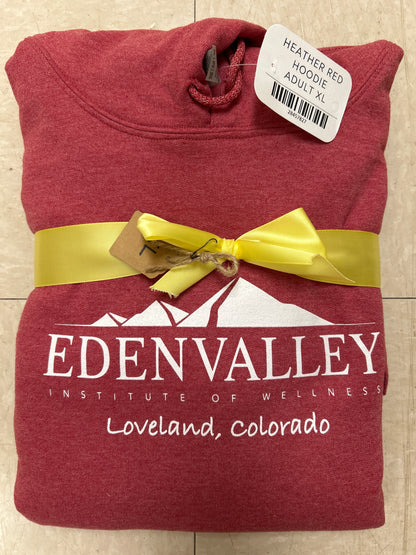 HEATHER RED
HOODIE
ADULT XL
EDENVALLEY
INSTITUTE OF WELLNESS
Loveland, Colorado